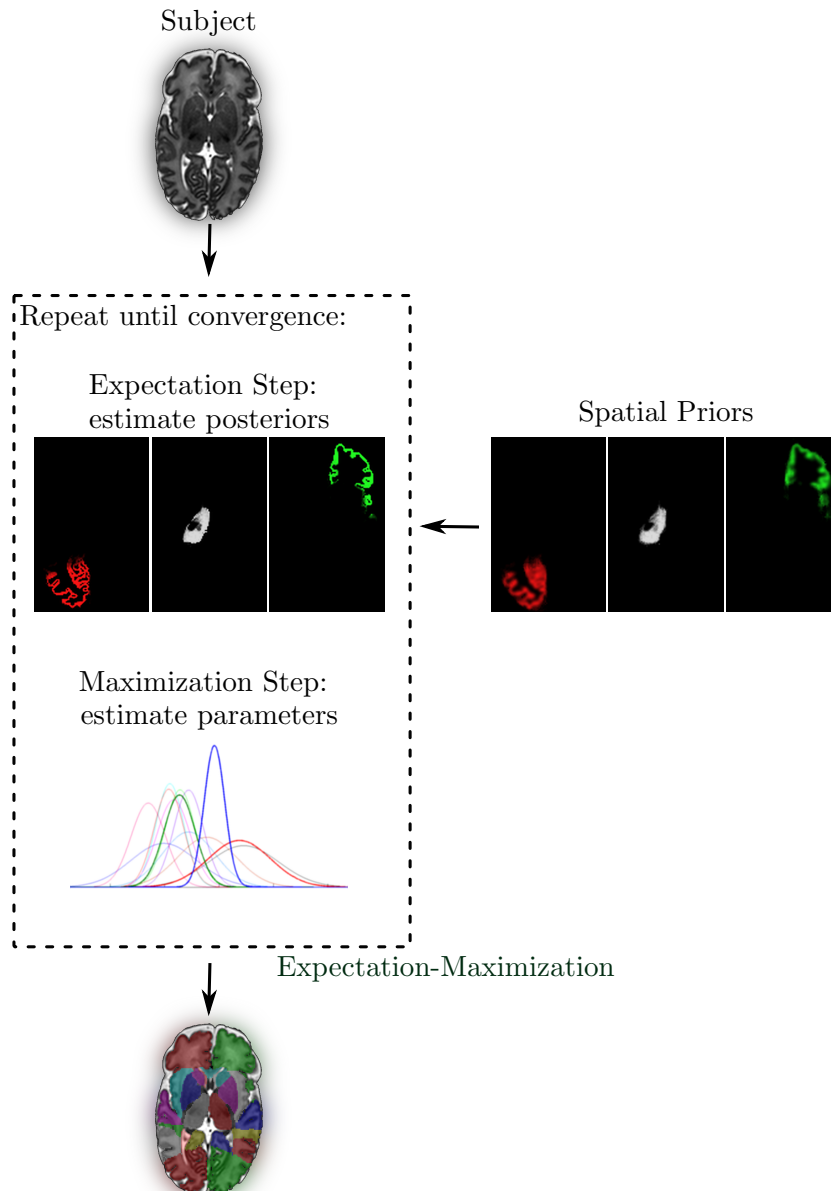 Subject
Repeat until convergence:
Expectation Step:
estimate posteriors
Spatial Priors
Maximization Step:
estimate parameters
Expectation-Maximization